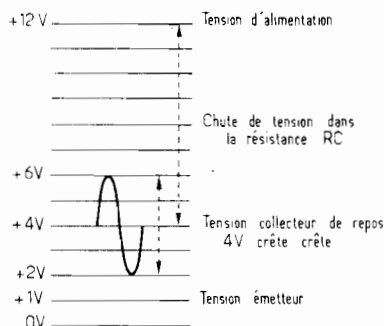 +12 V Tension d'alimentation
Chute de tension dans
la résistance RC
+6V
+4V Tension collecteur de repos
4V crête crête
+2V
+1V Tension émetteur
0V